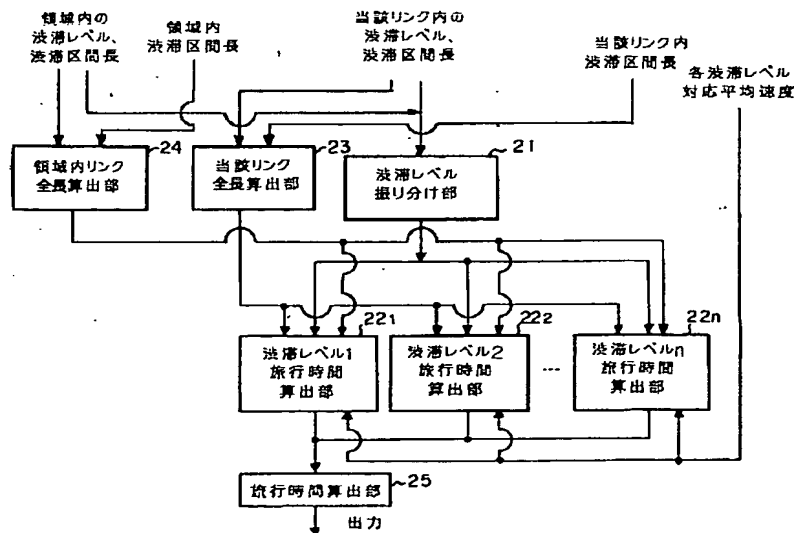 領域内の
渋滞レベル、
渋滞区間長
領域内
渋滞区間長
当該リンク内の
渋滞レベル、
渋滞区間長
当該リンク内
渋滞区間長
各渋滞レベル
対応平均速度
24
領域内リンク
全長算出部
23
当該リンク
全長算出部
21
渋滞レベル
振り分け部
221
渋滞レベル1
旅行時間
算出部
222
渋滞レベル2
旅行時間
算出部
...
22n
渋滞レベルn
旅行時間
算出部
25
旅行時間算出部
出力